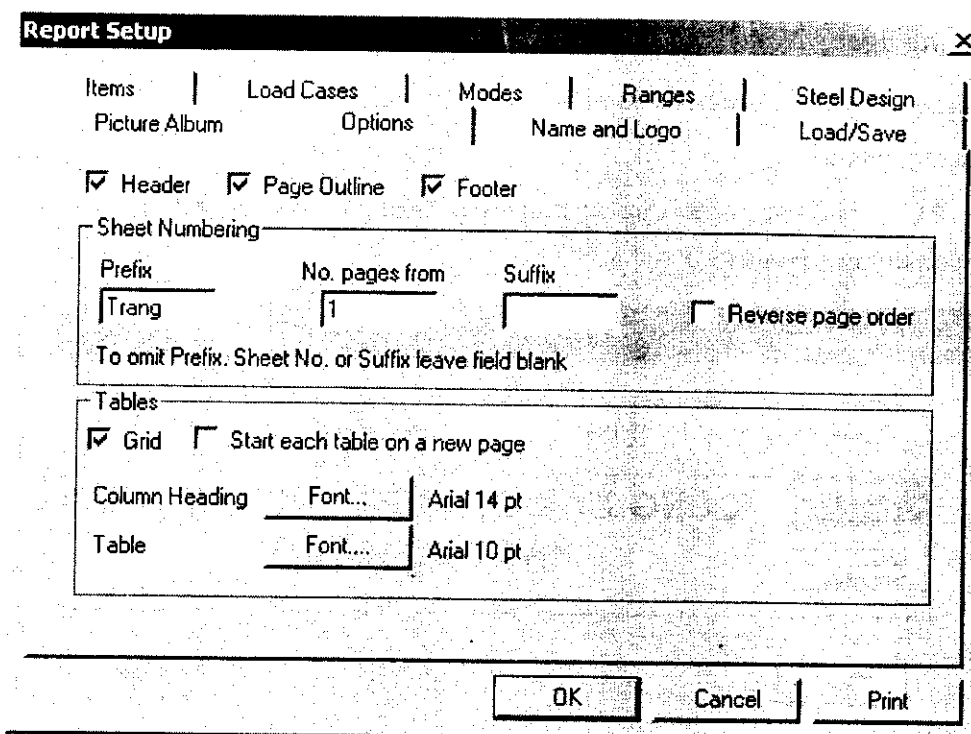 Report Setup
Items Load Cases Modes Ranges Steel Design
Picture Album Options Name and Logo Load/Save
Header Page Outline Footer
Sheet Numbering
Prefix No. pages from Suffix
Trang 1 Reverse page order
To omit Prefix. Sheet No. or Suffix leave field blank
Tables
Grid Start each table on a new page
Column Heading Font... Arial 14 pt
Table Font.... Arial 10 pt
OK Cancel Print